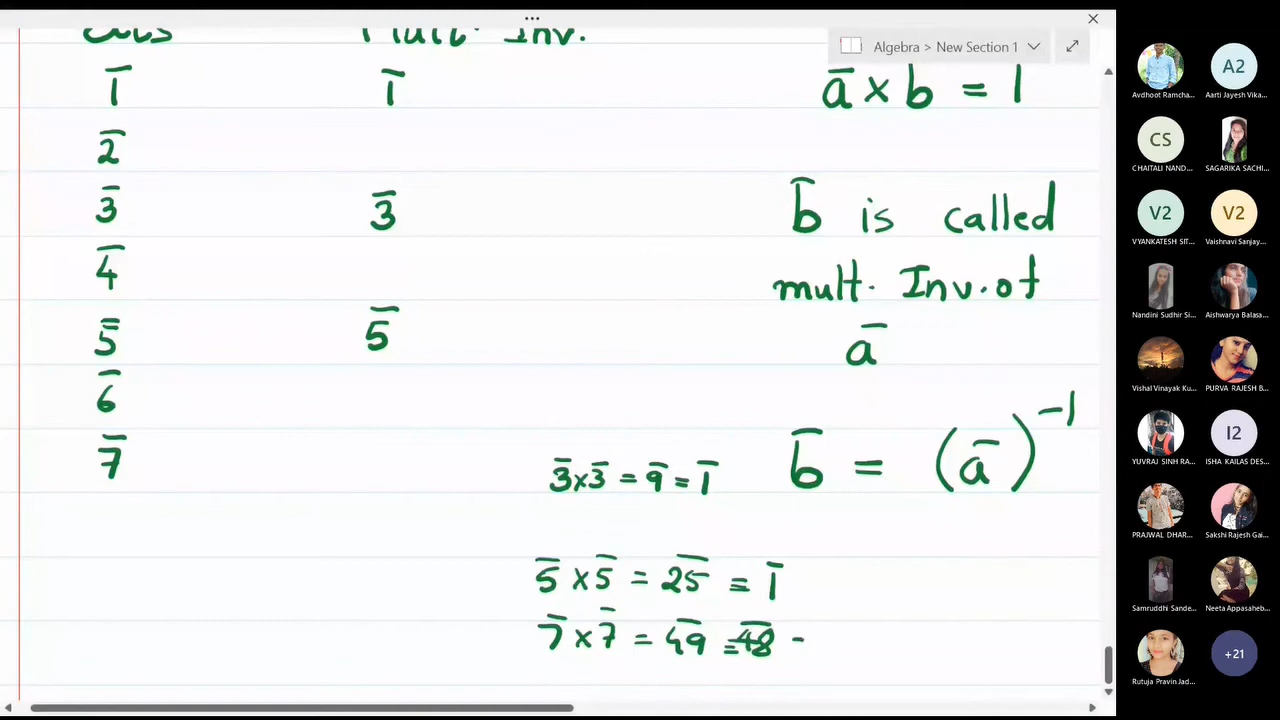 Algebra > New Section 1
Mult. Inv.
1̄ 1̄
2̄
3̄ 3̄
4̄
5̄ 5̄
6̄
7̄
ā × b = 1
b̄ is called
mult. Inv. of
ā
b̄ = (ā)⁻¹
3̄×3̄ = 9̄ = 1̄
5̄×5̄ = 2̄5̄ = 1̄
7̄×7̄ = 4̄9̄ =
Avdhoot Ramcha...
A2
Aarti Jayesh Vika...
CS
CHAITALI NAND...
SAGARIKA SACHI...
V2
VYANKATESH SIT...
V2
Vaishnavi Sanjay...
Nandini Sudhir Si...
Aishwarya Balasa...
Vishal Vinayak Ku...
PURVA RAJESH B...
YUVRAJ SINH RA...
I2
ISHA KAILAS DES...
PRAJWAL DHAR...
Sakshi Rajesh Gai...
Samruddhi Sande...
Neeta Appasaheb...
Rutuja Pravin Jad...
+21